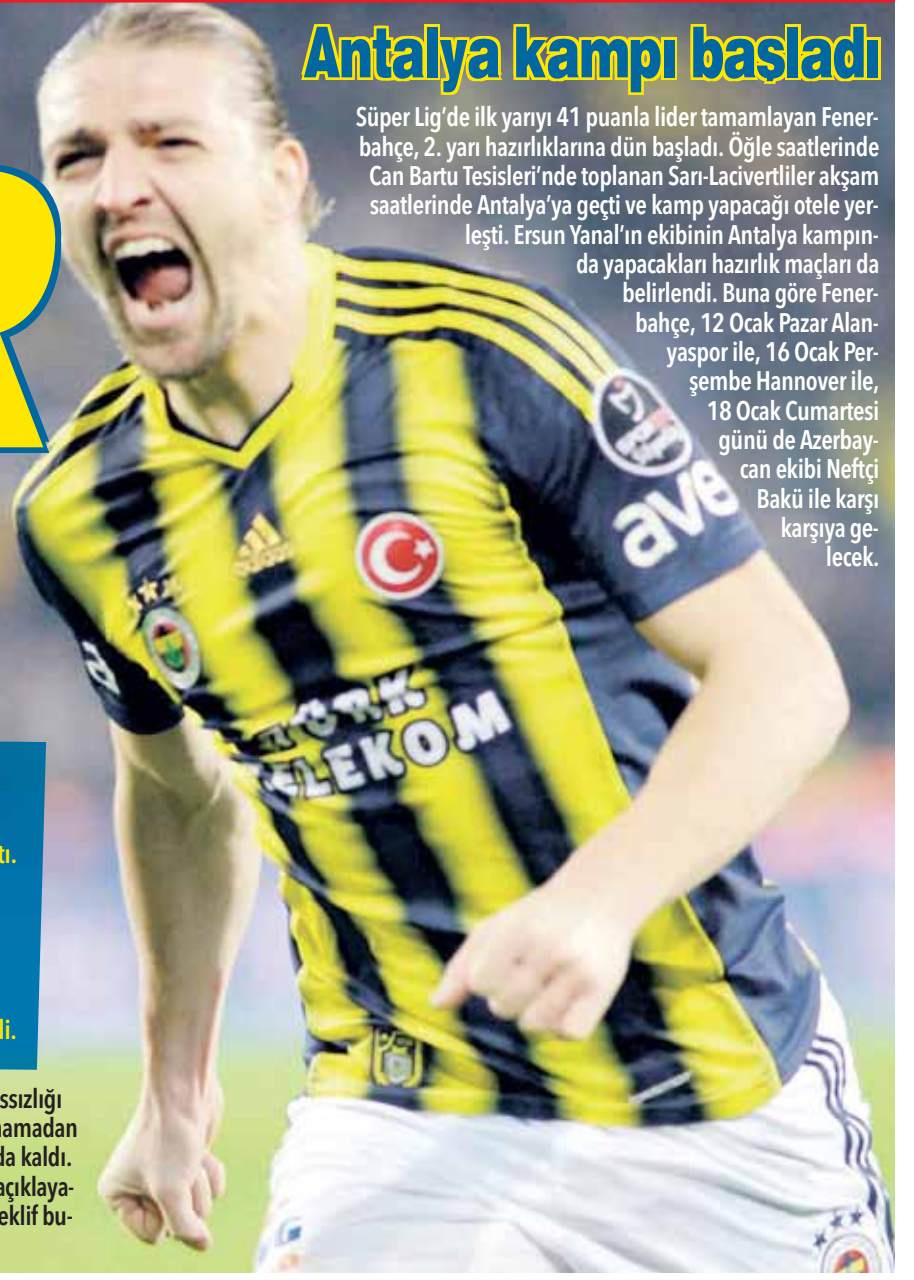 Antalya kampı başladı
Süper Lig'de ilk yarıyı 41 puanla lider tamamlayan Fener-
bahçe, 2. yarı hazırlıklarına dün başladı. Öğle saatlerinde
Can Bartu Tesisleri'nde toplanan Sarı-Lacivertliler akşam
saatlerinde Antalya'ya geçti ve kamp yapacağı otele yer-
leşti. Ersun Yanal'ın ekibinin Antalya kampın-
da yapacakları hazırlık maçları da
belirlendi. Buna göre Fener-
bahçe, 12 Ocak Pazar Alan-
yaspor ile, 16 Ocak Per-
şembe Hannover ile,
18 Ocak Cumartesi
günü de Azerbay-
can ekibi Neftçi
Bakü ile karşı
karşıya ge-
lecek.
R
ave
a
adidas
TÜRK
TELEKOM
tı.
li.
ssızlığı
namadan
da kaldı.
açıklaya-
eklif bu-